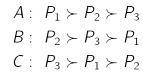 A : P₁ ≻ P₂ ≻ P₃
B : P₂ ≻ P₃ ≻ P₁
C : P₃ ≻ P₁ ≻ P₂